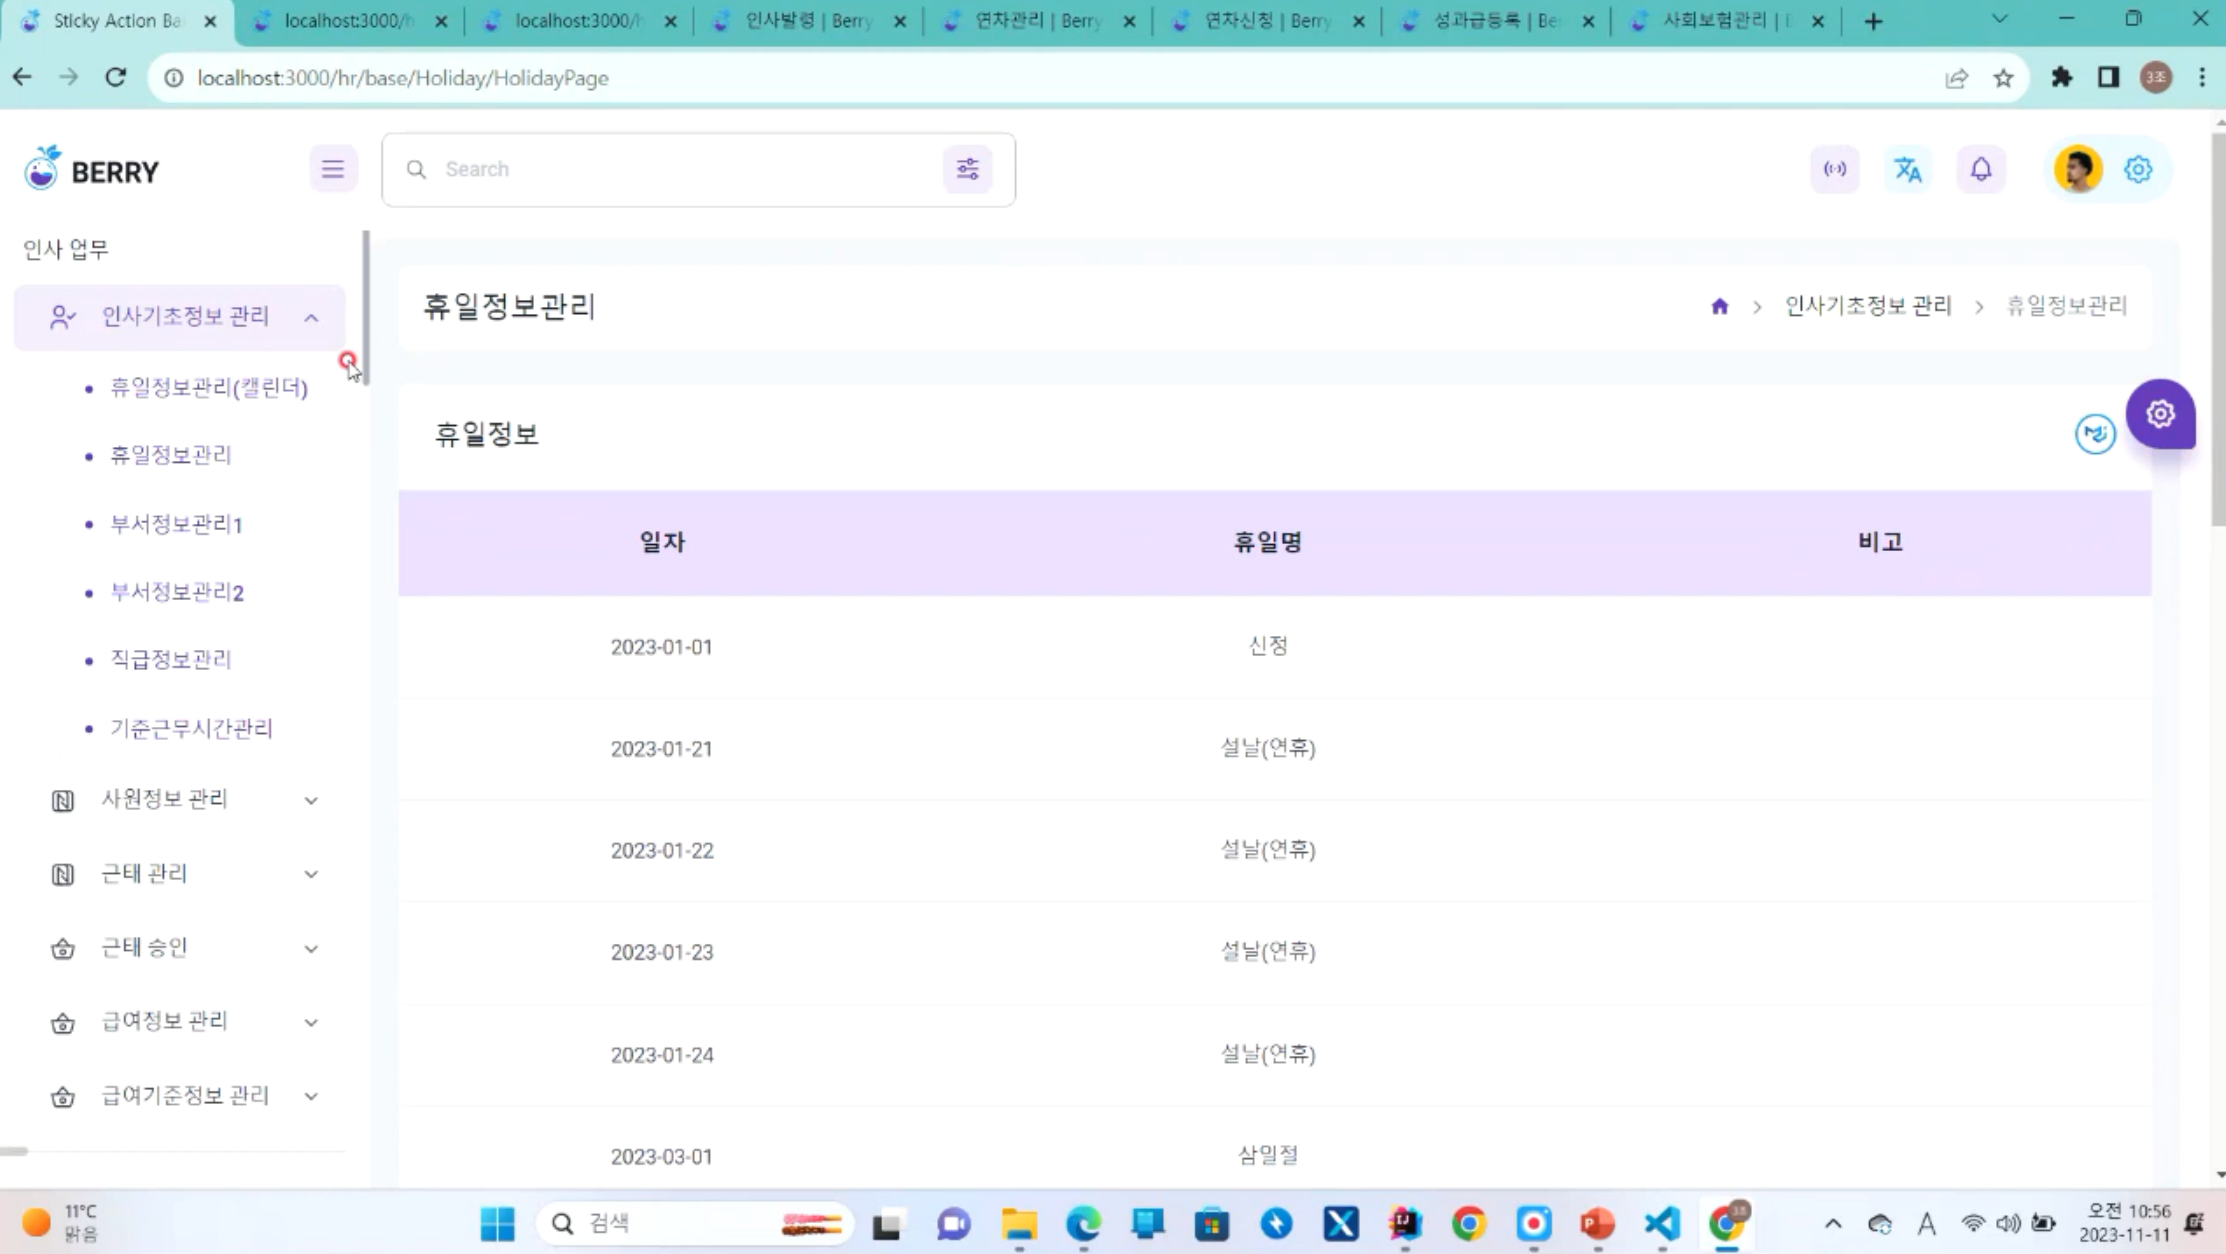 Sticky Action Ba
localhost:3000/h
localhost:3000/h
인사발령 | Berry
연차관리 | Berry
연차신청 | Berry
성과급등록 | Be
사회보험관리 |
localhost:3000/hr/base/Holiday/HolidayPage
3조
BERRY
Search
인사 업무
인사기초정보 관리
휴일정보관리(캘린더)
휴일정보관리
부서정보관리1
부서정보관리2
직급정보관리
기준근무시간관리
사원정보 관리
근태 관리
근태 승인
급여정보 관리
급여기준정보 관리
휴일정보관리
인사기초정보 관리 > 휴일정보관리
휴일정보
일자 휴일명 비고
2023-01-01 신정
2023-01-21 설날(연휴)
2023-01-22 설날(연휴)
2023-01-23 설날(연휴)
2023-01-24 설날(연휴)
2023-03-01 삼일절
11°C
맑음
검색
A
오전 10:56
2023-11-11